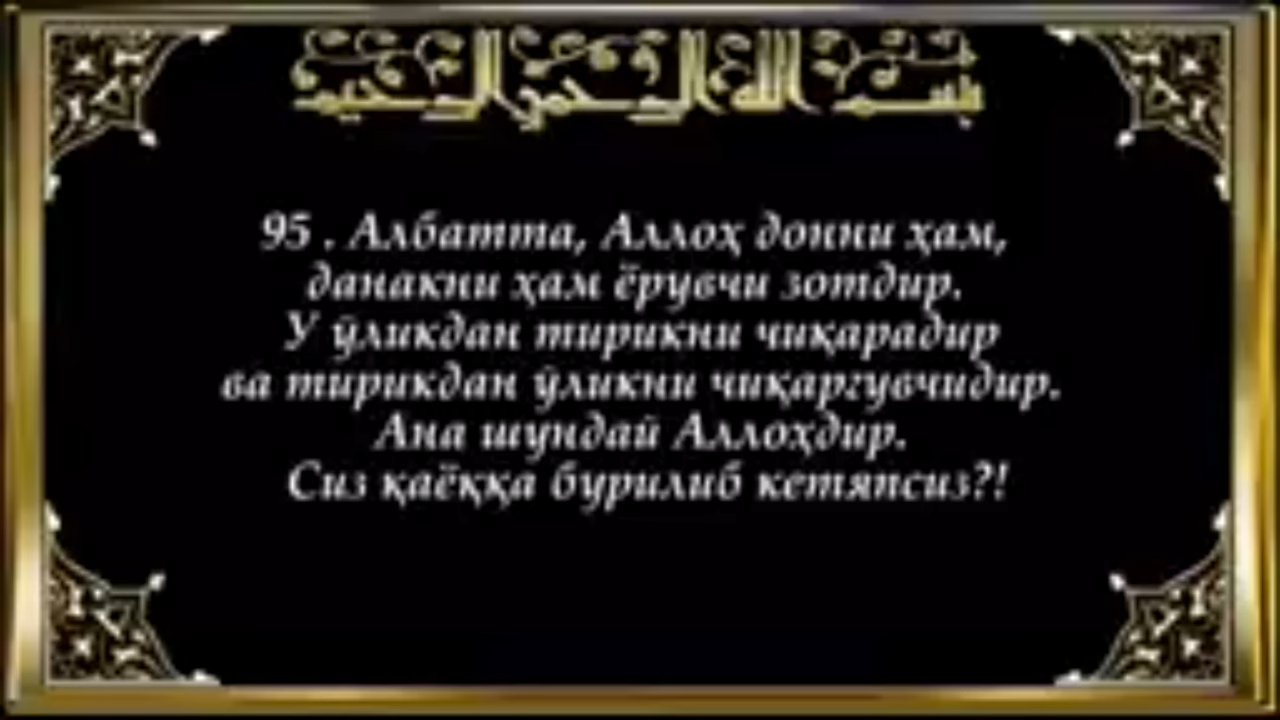 بسم الله الرحمن الرحيم
95 . Албатта, Аллоҳ донни ҳам,
данакни ҳам ёрувчи зотдир.
У ўликдан тирикни чиқарадир
ва тирикдан ўликни чиқаргувчидир.
Ана шундай Аллоҳдир.
Сиз қаёққа бурилиб кетяпсиз?!